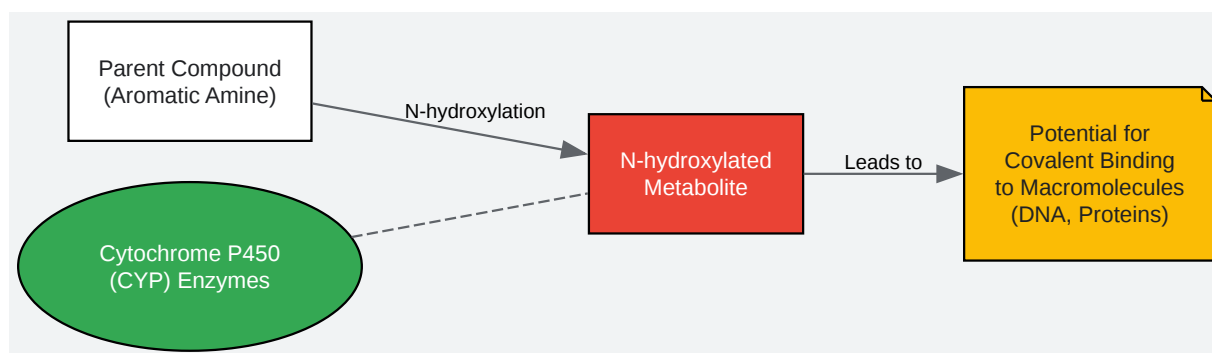 Parent Compound
(Aromatic Amine)
N-hydroxylation
N-hydroxylated
Metabolite
Leads to
Potential for
Covalent Binding
to Macromolecules
(DNA, Proteins)
Cytochrome P450
(CYP) Enzymes